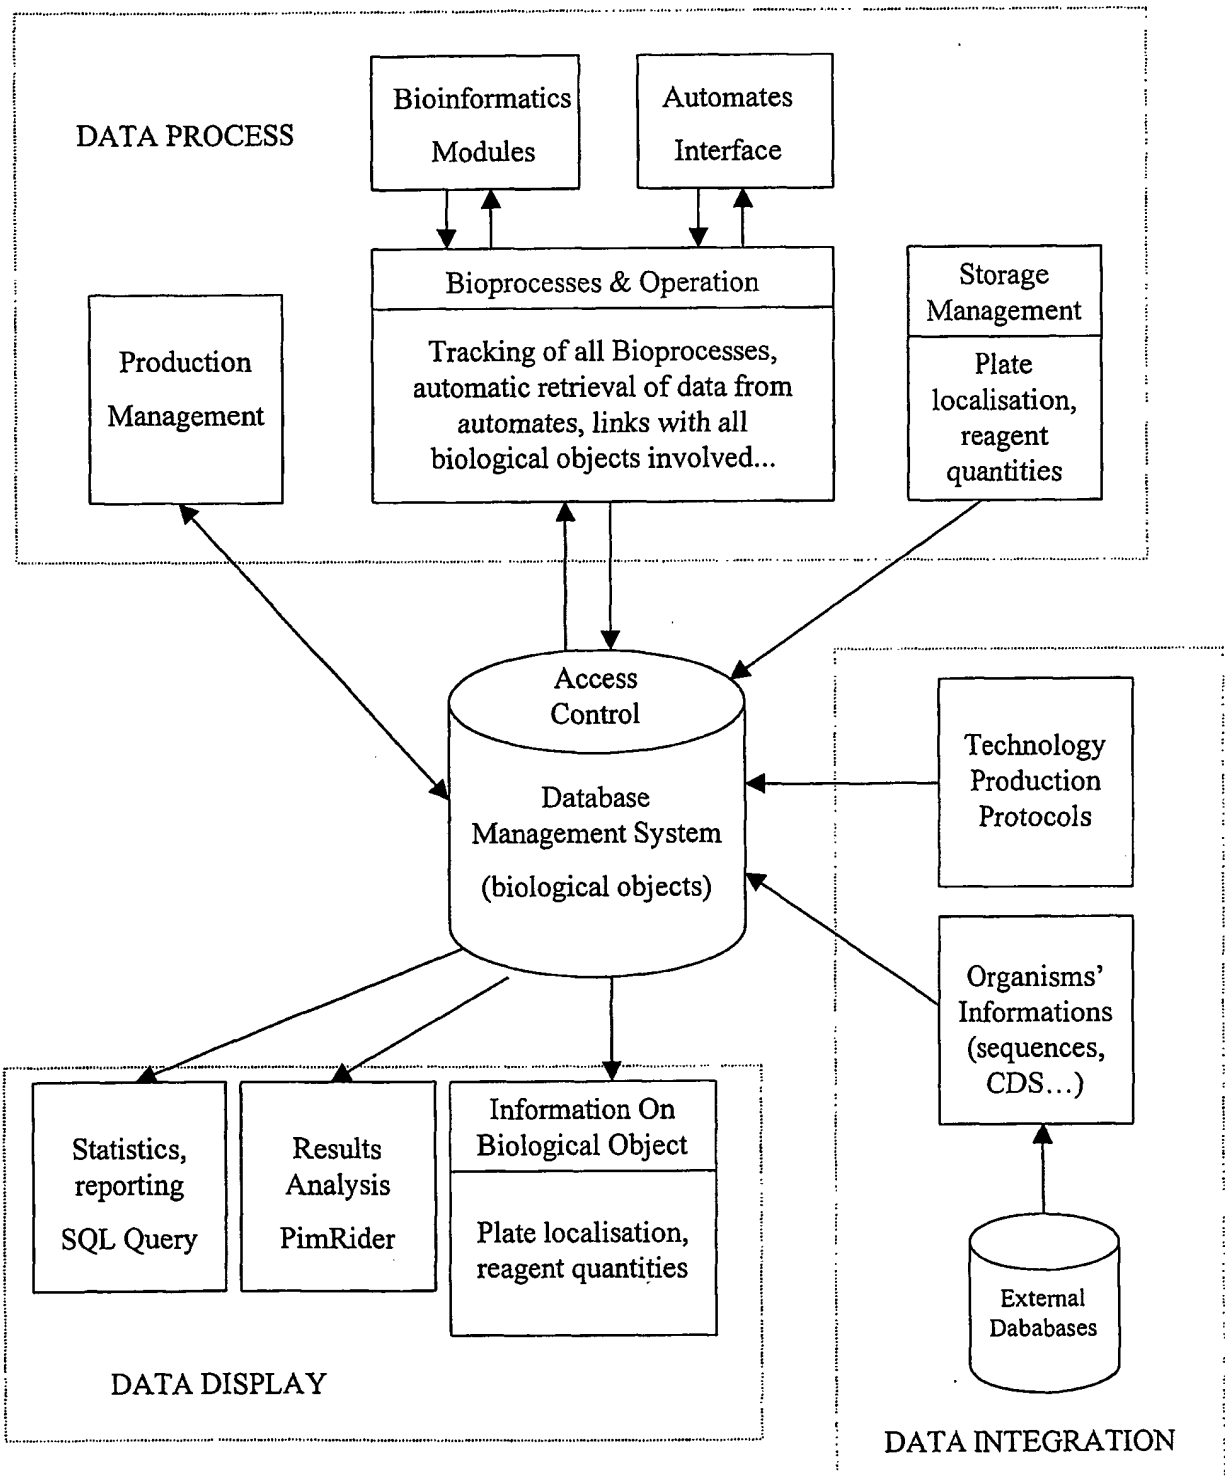 DATA PROCESS
Bioinformatics
Modules
Automates
Interface
Production
Management
Bioprocesses & Operation
Tracking of all Bioprocesses,
automatic retrieval of data from
automates, links with all
biological objects involved...
Storage
Management
Plate
localisation,
reagent
quantities
Access
Control
Database
Management System
(biological objects)
Technology
Production
Protocols
Organisms'
Informations
(sequences,
CDS...)
External
Dababases
DATA INTEGRATION
Statistics,
reporting
SQL Query
Results
Analysis
PimRider
Information On
Biological Object
Plate localisation,
reagent quantities
DATA DISPLAY